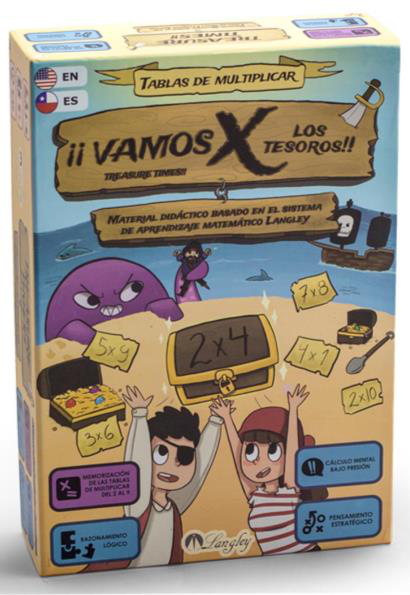 TREASURE
TIMES!!
EN
ES
TABLAS DE MULTIPLICAR
¡¡VAMOS X LOS
TESOROS!!
TREASURE TIMES!!
MATERIAL DIDÁCTICO BASADO EN EL SISTEMA
DE APRENDIZAJE MATEMÁTICO LANGLEY
7x8
5x9
2x4
4x1
2x10
3x6
MEMORIZACIÓN
DE LAS TABLAS
DE MULTIPLICAR
DEL 2 AL 9
CÁLCULO MENTAL
BAJO PRESIÓN
RAZONAMIENTO
LÓGICO
Langley
PENSAMIENTO
ESTRATÉGICO